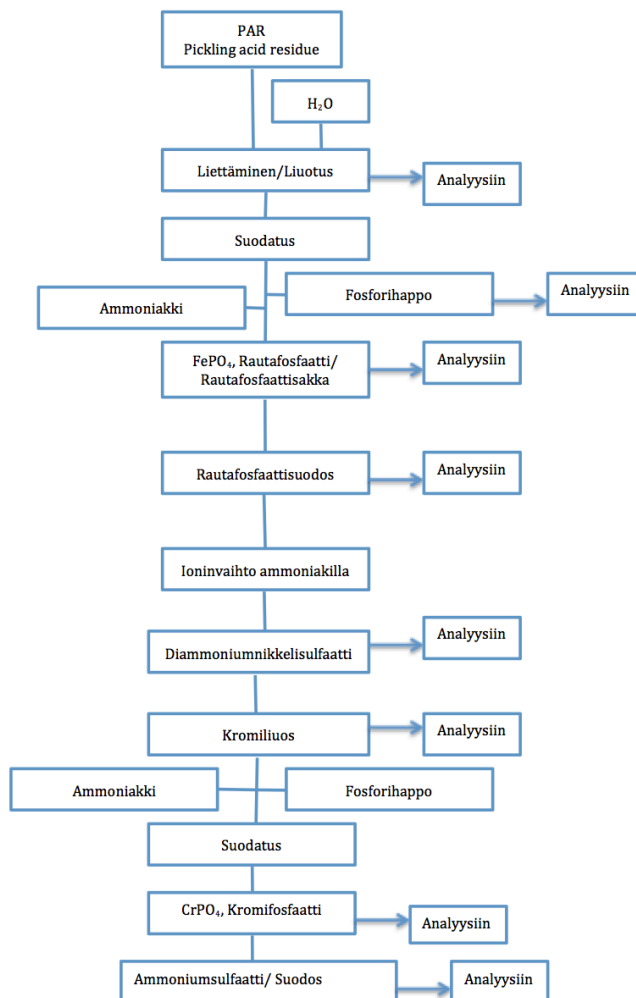 PAR
Pickling acid residue
H₂O
Liettäminen/Liuotus
Analyysiin
Suodatus
Ammoniakki
Fosforihappo
Analyysiin
FePO₄, Rautafosfaatti/
Rautafosfaattisakka
Analyysiin
Rautafosfaattisuodos
Analyysiin
Ioninvaihto ammoniakilla
Diammoniumnikkelisulfaatti
Analyysiin
Kromiliuos
Analyysiin
Ammoniakki
Fosforihappo
Suodatus
CrPO₄, Kromifosfaatti
Analyysiin
Ammoniumsulfaatti/ Suodos
Analyysiin